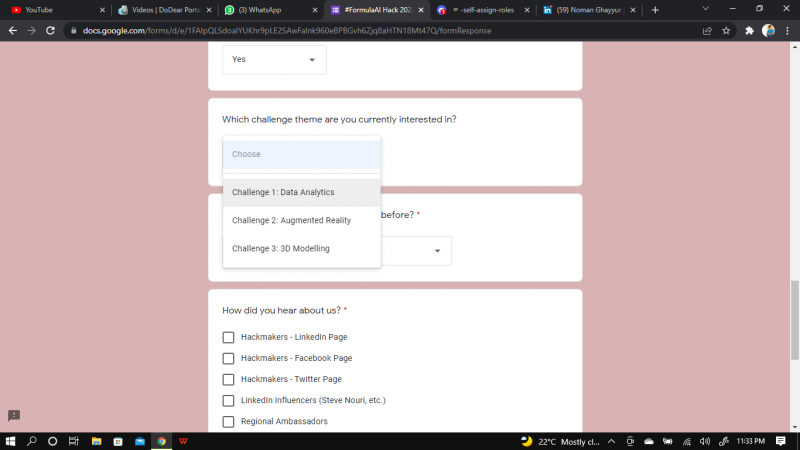 YouTube
Videos | DoDear Porta
(3) WhatsApp
#FormulaAI Hack 202
-self-assign-roles
(59) Noman Ghayyur
docs.google.com/forms/d/e/1FAIpQLSdoalYUKhr9pLE2SAwFaInk960eBPBGvh6Zjq8aHTN18Mt47Q/formResponse
Yes
Which challenge theme are you currently interested in?
Choose
Challenge 1: Data Analytics
Challenge 2: Augmented Reality
before? *
Challenge 3: 3D Modelling
How did you hear about us? *
Hackmakers - LinkedIn Page
Hackmakers - Facebook Page
Hackmakers - Twitter Page
LinkedIn Influencers (Steve Nouri, etc.)
Regional Ambassadors
22°C Mostly cl... 11:33 PM